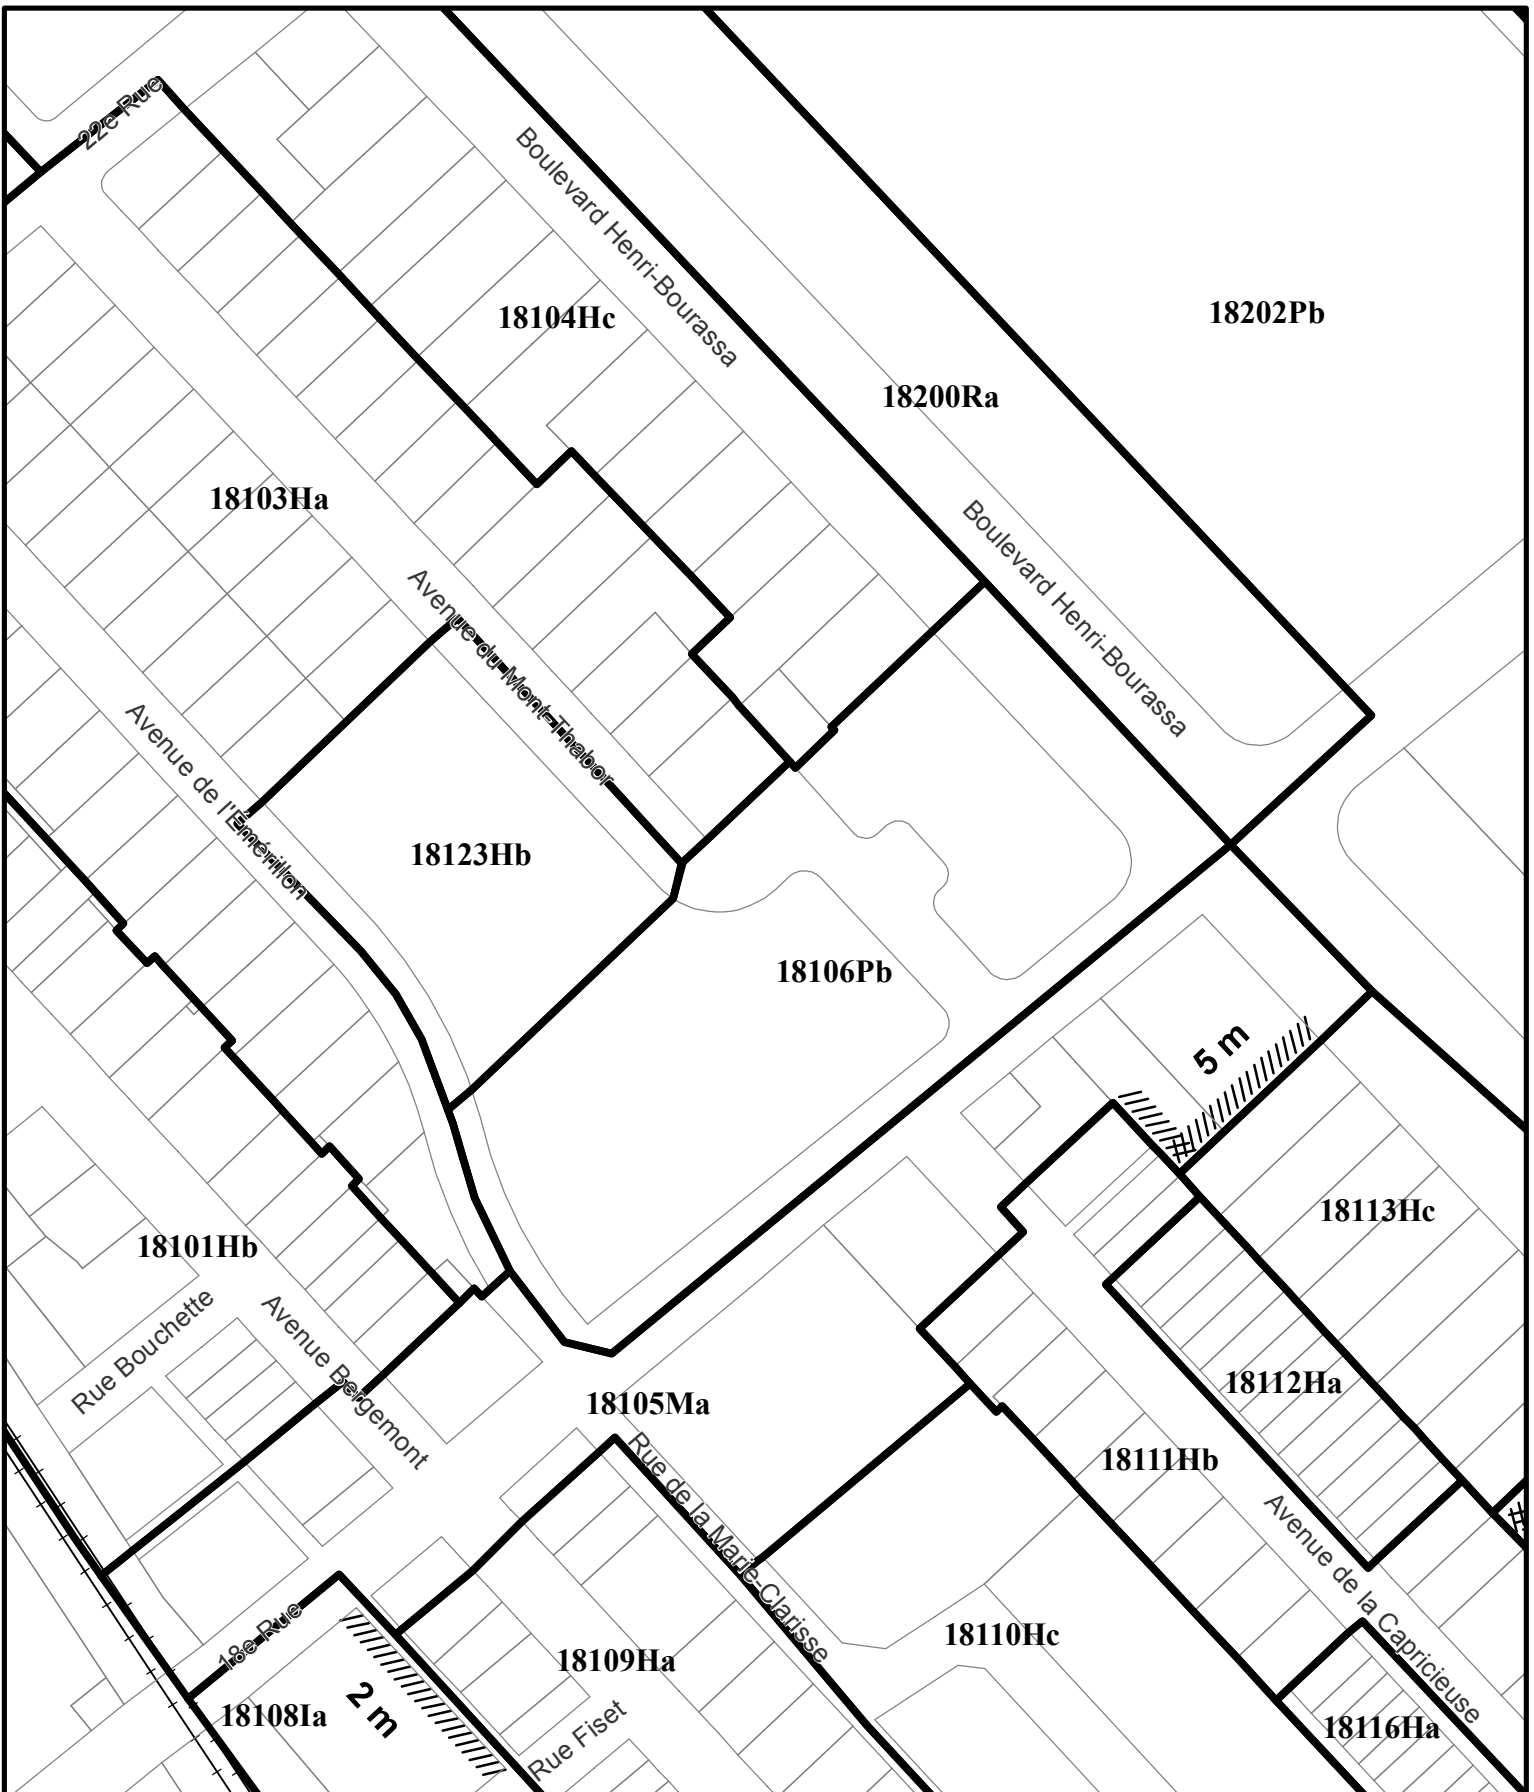 22e Rue
Boulevard Henri-Bourassa
18104Hc
18202Pb
18200Ra
18103Ha
Boulevard Henri-Bourassa
Avenue du Mont-Thabor
Avenue de l'Émérillon
18123Hb
18106Pb
5 m
18113Hc
18101Hb
Rue Bouchette
Avenue Bergemont
18112Ha
18105Ma
Rue de la Marie-Clarisse
18111Hb
Avenue de la Capricieuse
18e Rue
18110Hc
18109Ha
18108Ia
2 m
Rue Fiset
18116Ha